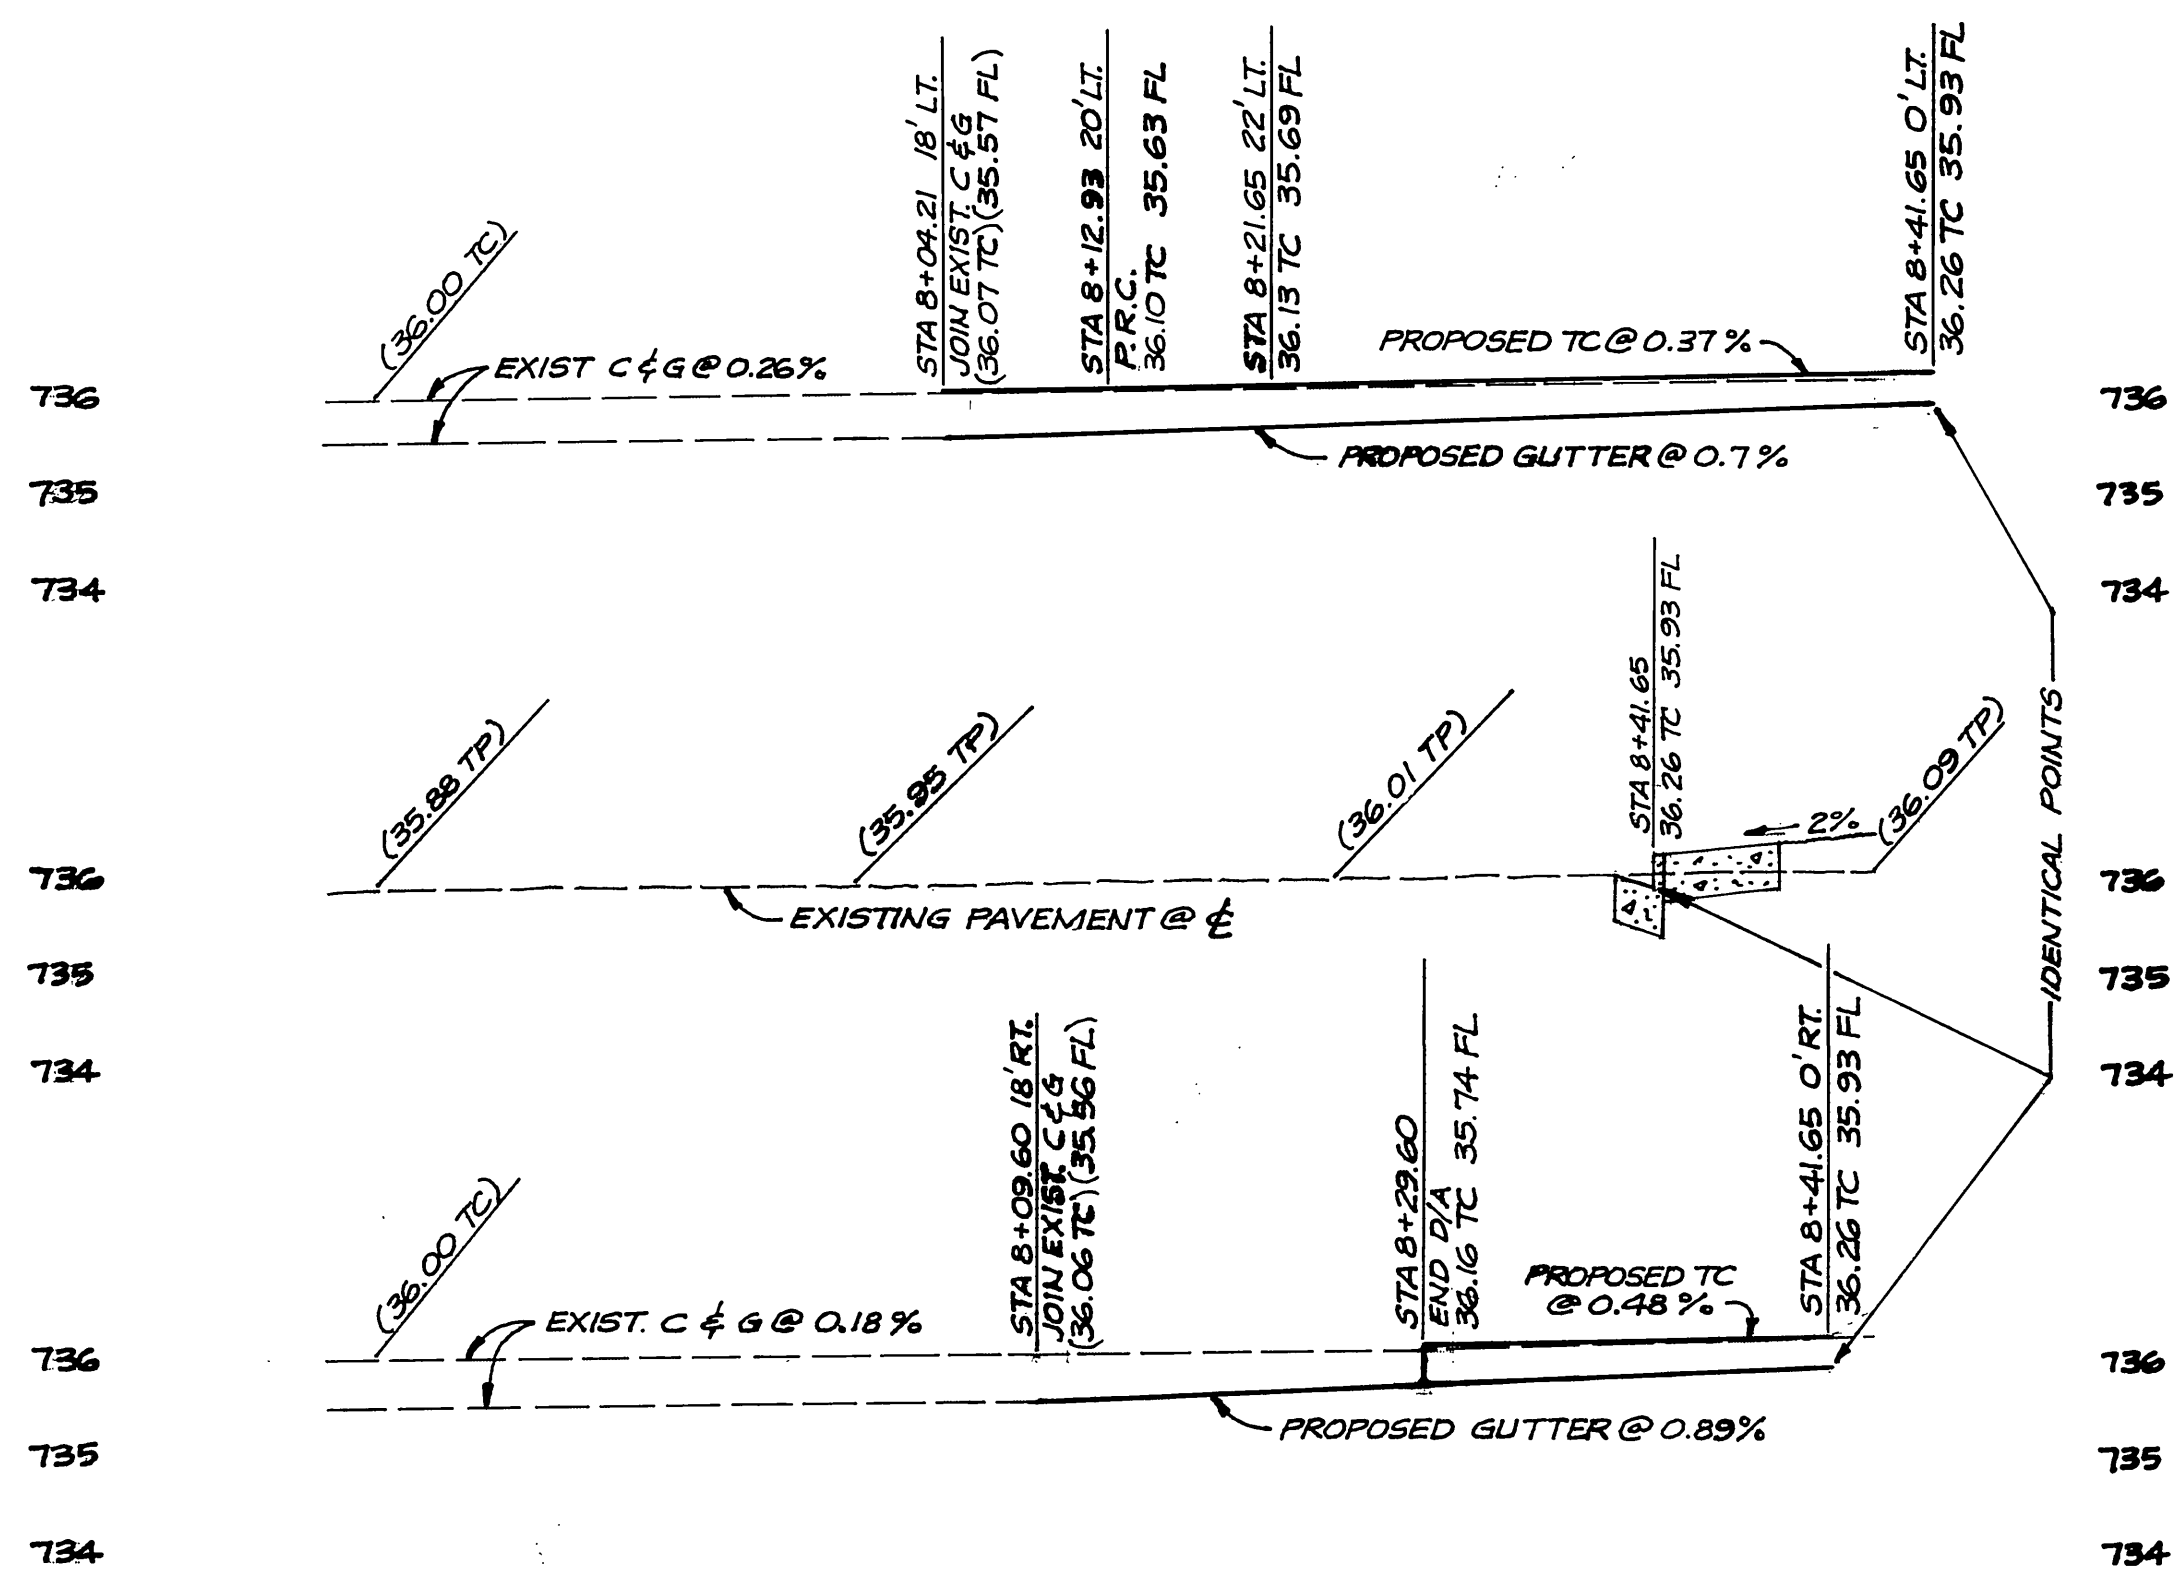 STA 8+04.21 18' LT.
JOIN EXIST. C & G
(36.07 TC)(35.57 FL)
STA 8+12.93 20' LT.
P.R.C.
36.10 TC 35.63 FL
STA 8+21.65 22' LT.
36.13 TC 35.69 FL
STA 8+41.65 0' LT.
36.26 TC 35.93 FL
(36.00 TC)
EXIST C & G @ 0.26%
PROPOSED TC @ 0.37%
736
736
PROPOSED GUTTER @ 0.7%
735
735
734
734
STA 8+41.65
36.26 TC 35.93 FL
(35.88 TP)
(35.95 TP)
(36.01 TP)
2%
(36.09 TP)
IDENTICAL POINTS
736
736
EXISTING PAVEMENT @ ℄
735
735
734
734
STA 8+09.60 18' RT.
JOIN EXIST. C & G
(36.06 TC)(35.56 FL)
STA 8+29.60
END D/A
36.16 TC 35.74 FL
STA 8+41.65 0' RT.
36.26 TC 35.93 FL
(36.00 TC)
EXIST. C & G @ 0.18%
PROPOSED TC
@ 0.48%
736
736
PROPOSED GUTTER @ 0.89%
735
735
734
734